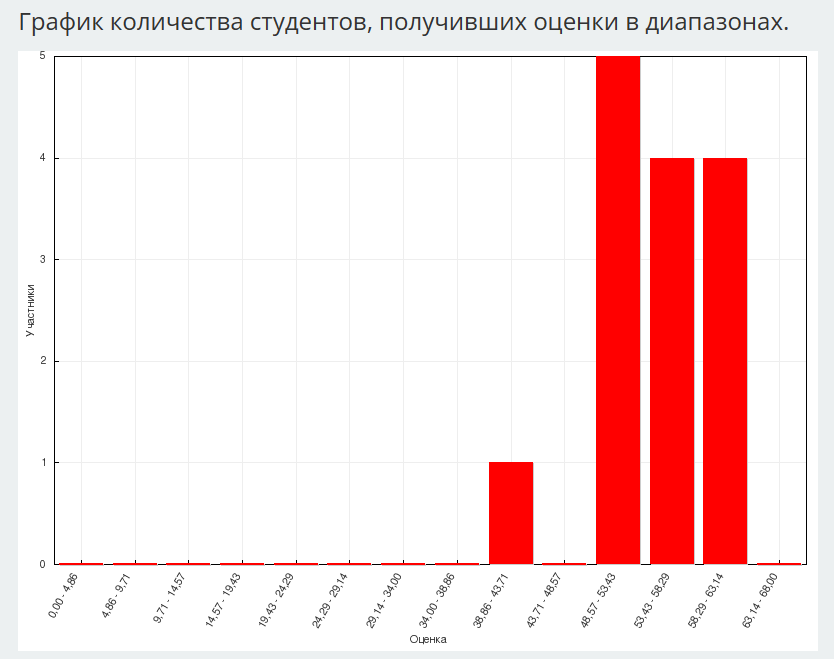 График количества студентов, получивших оценки в диапазонах.
5
4
3
2
1
0
Участники
0,00 - 4,86
4,86 - 9,71
9,71 - 14,57
14,57 - 19,43
19,43 - 24,29
24,29 - 29,14
29,14 - 34,00
34,00 - 38,86
38,86 - 43,71
43,71 - 48,57
48,57 - 53,43
53,43 - 58,29
58,29 - 63,14
63,14 - 68,00
Оценка